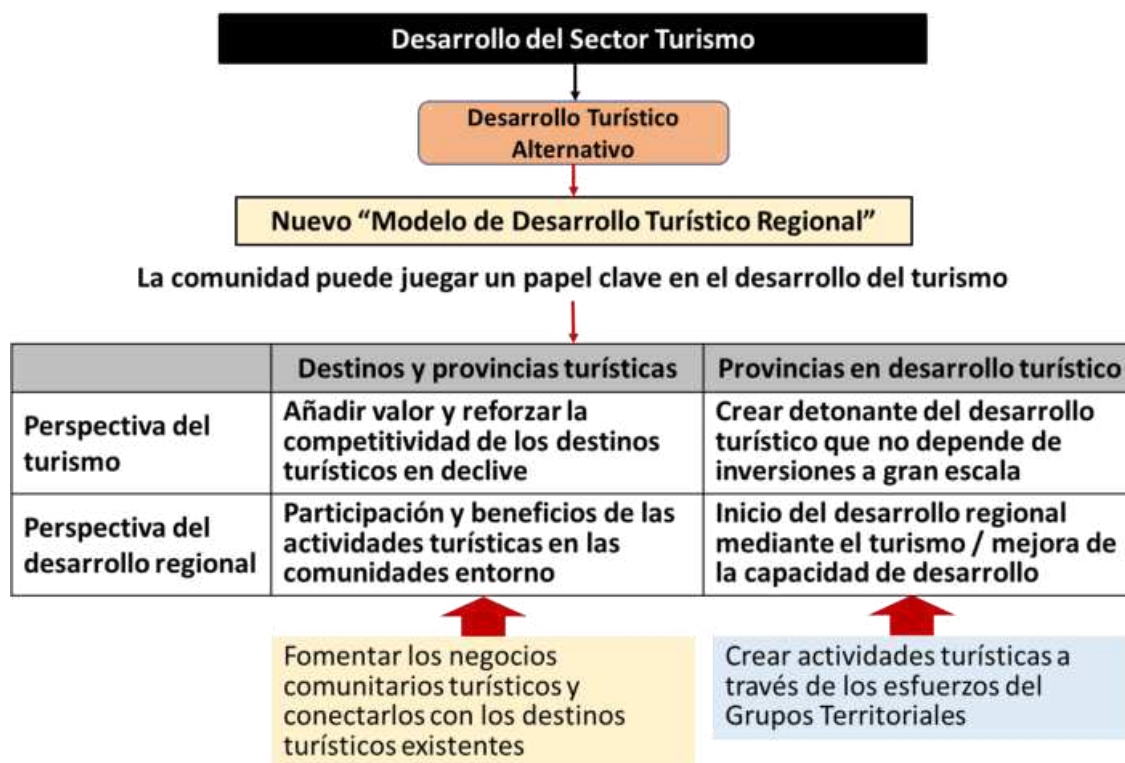 Desarrollo del Sector Turismo
Desarrollo Turístico
Alternativo
Nuevo “Modelo de Desarrollo Turístico Regional”
La comunidad puede juegar un papel clave en el desarrollo del turismo
Destinos y provincias turísticas
Provincias en desarrollo turístico
Perspectiva del
turismo
Añadir valor y reforzar la
competitividad de los destinos
turísticos en declive
Crear detonante del desarrollo
turístico que no depende de
inversiones a gran escala
Perspectiva del
desarrollo regional
Participación y beneficios de las
actividades turísticas en las
comunidades entorno
Inicio del desarrollo regional
mediante el turismo / mejora de
la capacidad de desarrollo
Fomentar los negocios
comunitarios turísticos y
conectarlos con los destinos
turísticos existentes
Crear actividades turísticas a
través de los esfuerzos del
Grupos Territoriales